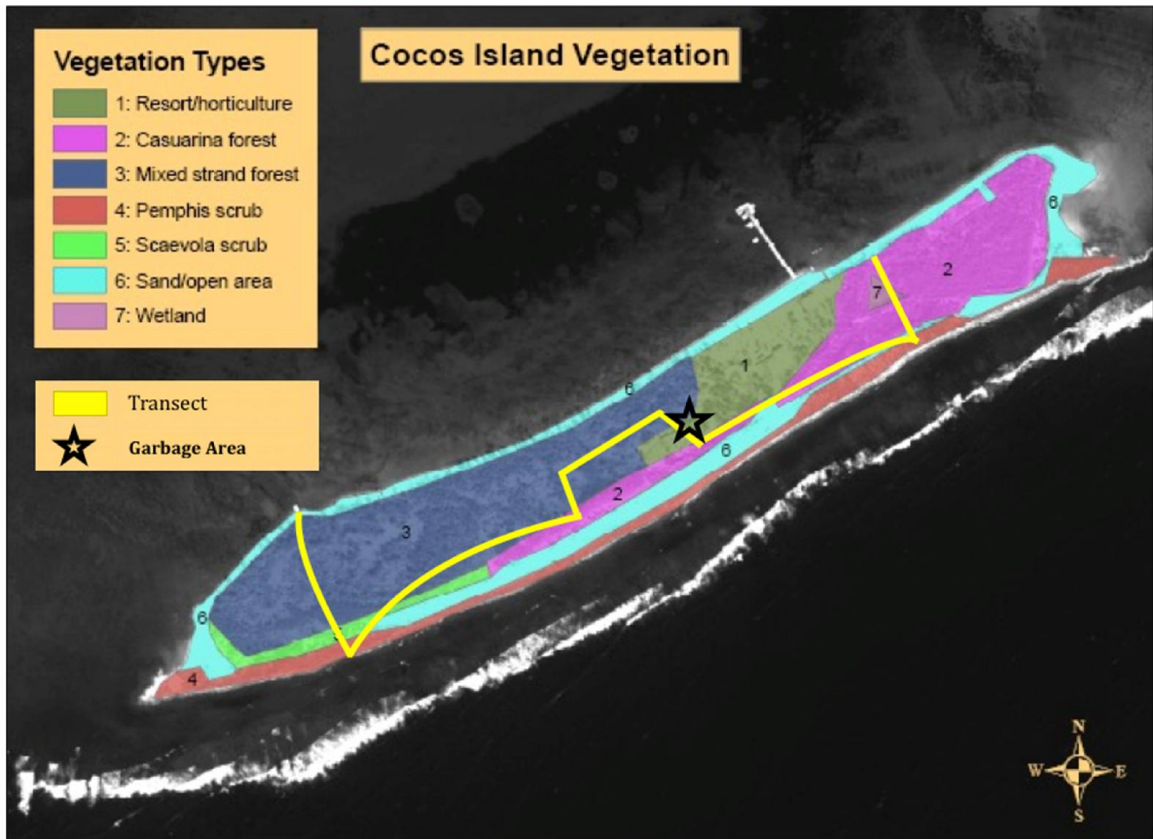 Cocos Island Vegetation
Vegetation Types
1: Resort/horticulture
2: Casuarina forest
3: Mixed strand forest
4: Pemphis scrub
5: Scaevola scrub
6: Sand/open area
7: Wetland
Transect
Garbage Area
6
2
7
1
6
6
2
3
6
4
N
W E
S